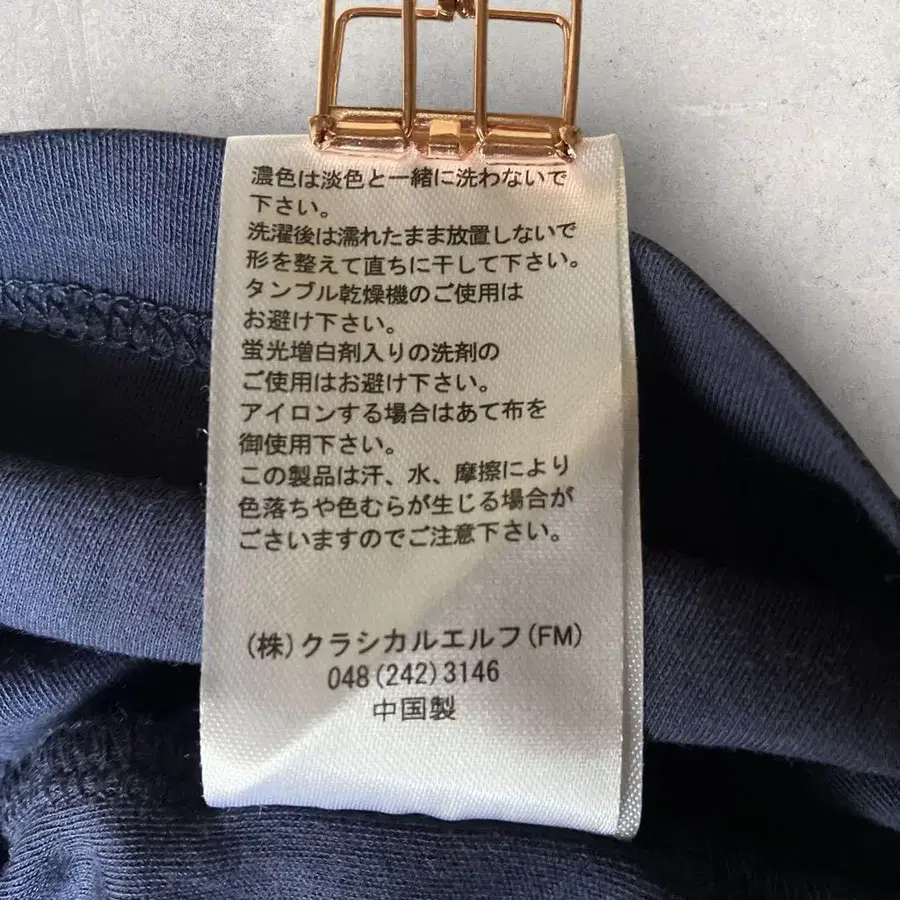 濃色は淡色と一緒に洗わないで
下さい。
洗濯後は濡れたまま放置しないで
形を整えて直ちに干して下さい。
タンブル乾燥機のご使用は
お避け下さい。
蛍光増白剤入りの洗剤の
ご使用はお避け下さい。
アイロンする場合はあて布を
御使用下さい。
この製品は汗、水、摩擦により
色落ちや色むらが生じる場合が
ございますのでご注意下さい。
(株)クラシカルエルフ(FM)
048(242)3146
中国製